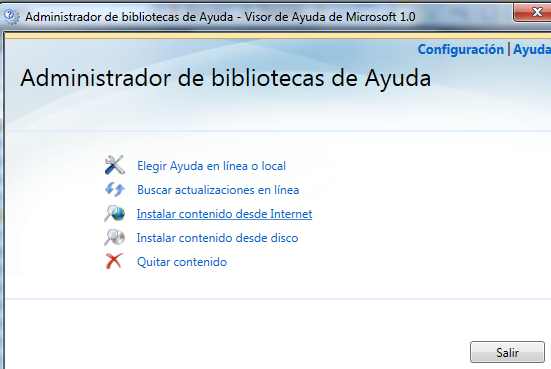 Administrador de bibliotecas de Ayuda - Visor de Ayuda de Microsoft 1.0
Configuración | Ayuda
Administrador de bibliotecas de Ayuda
Elegir Ayuda en línea o local
Buscar actualizaciones en línea
Instalar contenido desde Internet
Instalar contenido desde disco
Quitar contenido
Salir